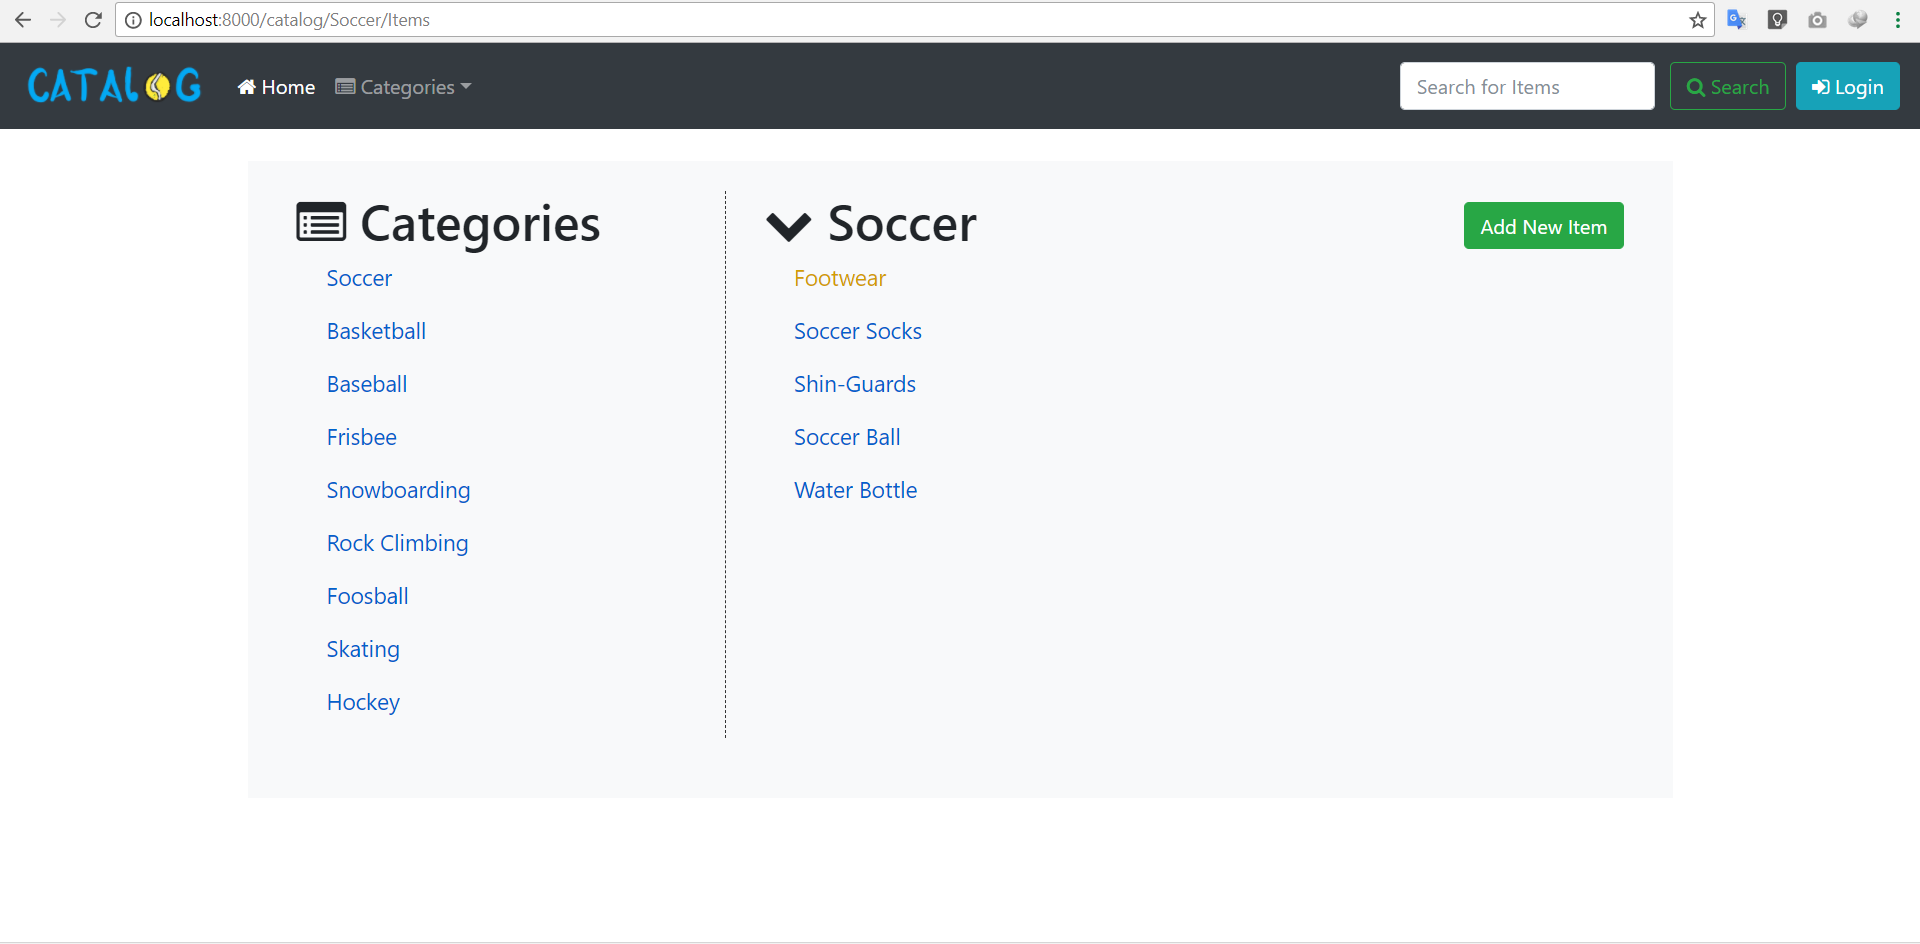 localhost:8000/catalog/Soccer/Items
CATALOG Home Categories Search for Items Search Login
Categories
Soccer
Basketball
Baseball
Frisbee
Snowboarding
Rock Climbing
Foosball
Skating
Hockey
Soccer Add New Item
Footwear
Soccer Socks
Shin-Guards
Soccer Ball
Water Bottle